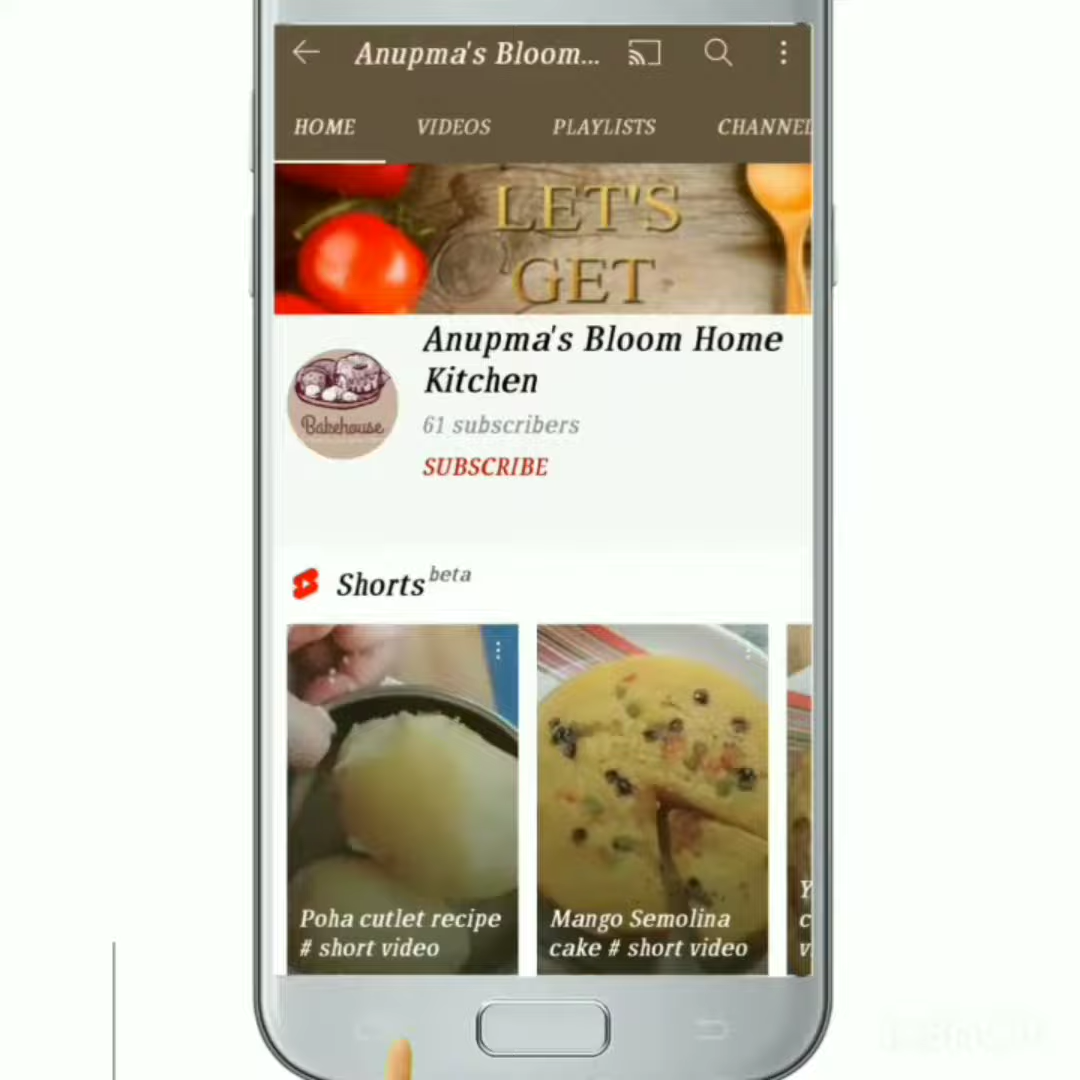 Anupma's Bloom...
HOME VIDEOS PLAYLISTS CHANNEL
LET'S
GET
Bakehouse
Anupma's Bloom Home
Kitchen
61 subscribers
SUBSCRIBE
Shorts beta
Poha cutlet recipe
# short video
Mango Semolina
cake # short video